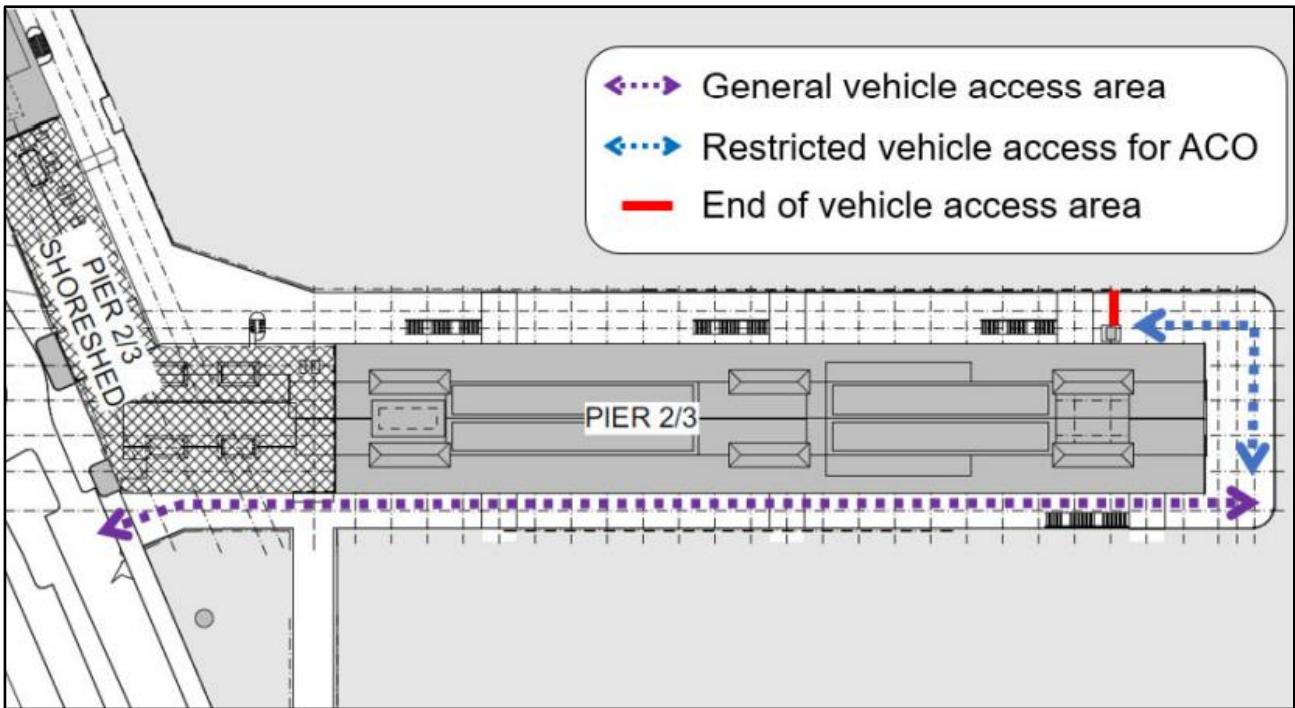 General vehicle access area
Restricted vehicle access for ACO
End of vehicle access area
PIER 2/3
SHORESHED
PIER 2/3